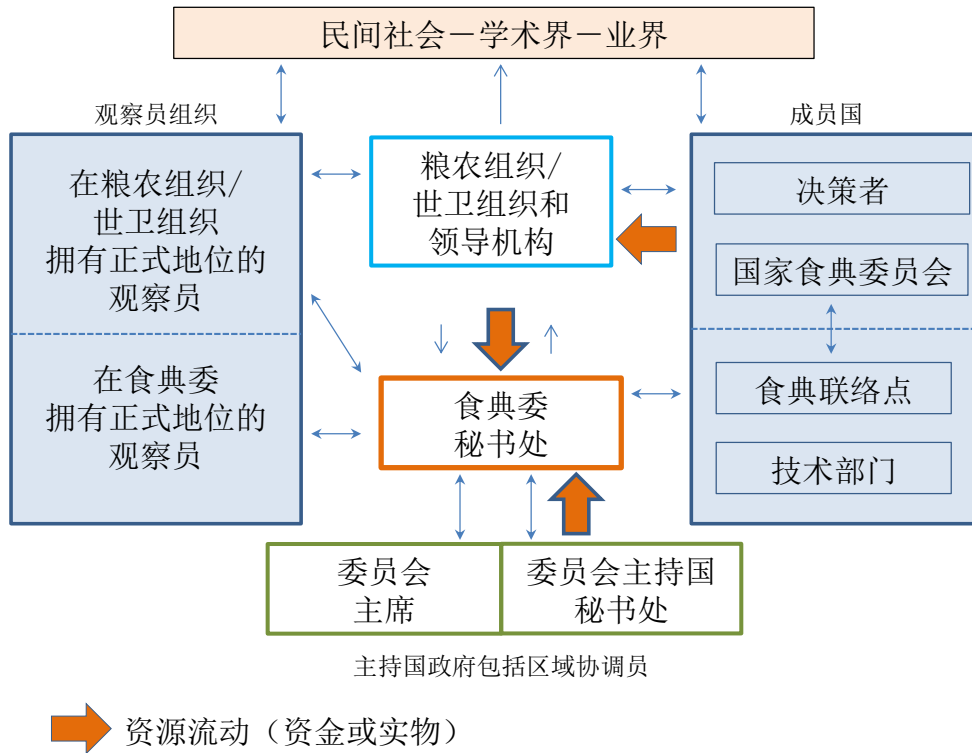 民间社会－学术界－业界
观察员组织
成员国
在粮农组织/
世卫组织
拥有正式地位的
观察员
粮农组织/
世卫组织和
领导机构
决策者
国家食典委员会
在食典委
拥有正式地位的
观察员
食典委
秘书处
食典联络点
技术部门
委员会
主席
委员会主持国
秘书处
主持国政府包括区域协调员
资源流动（资金或实物）